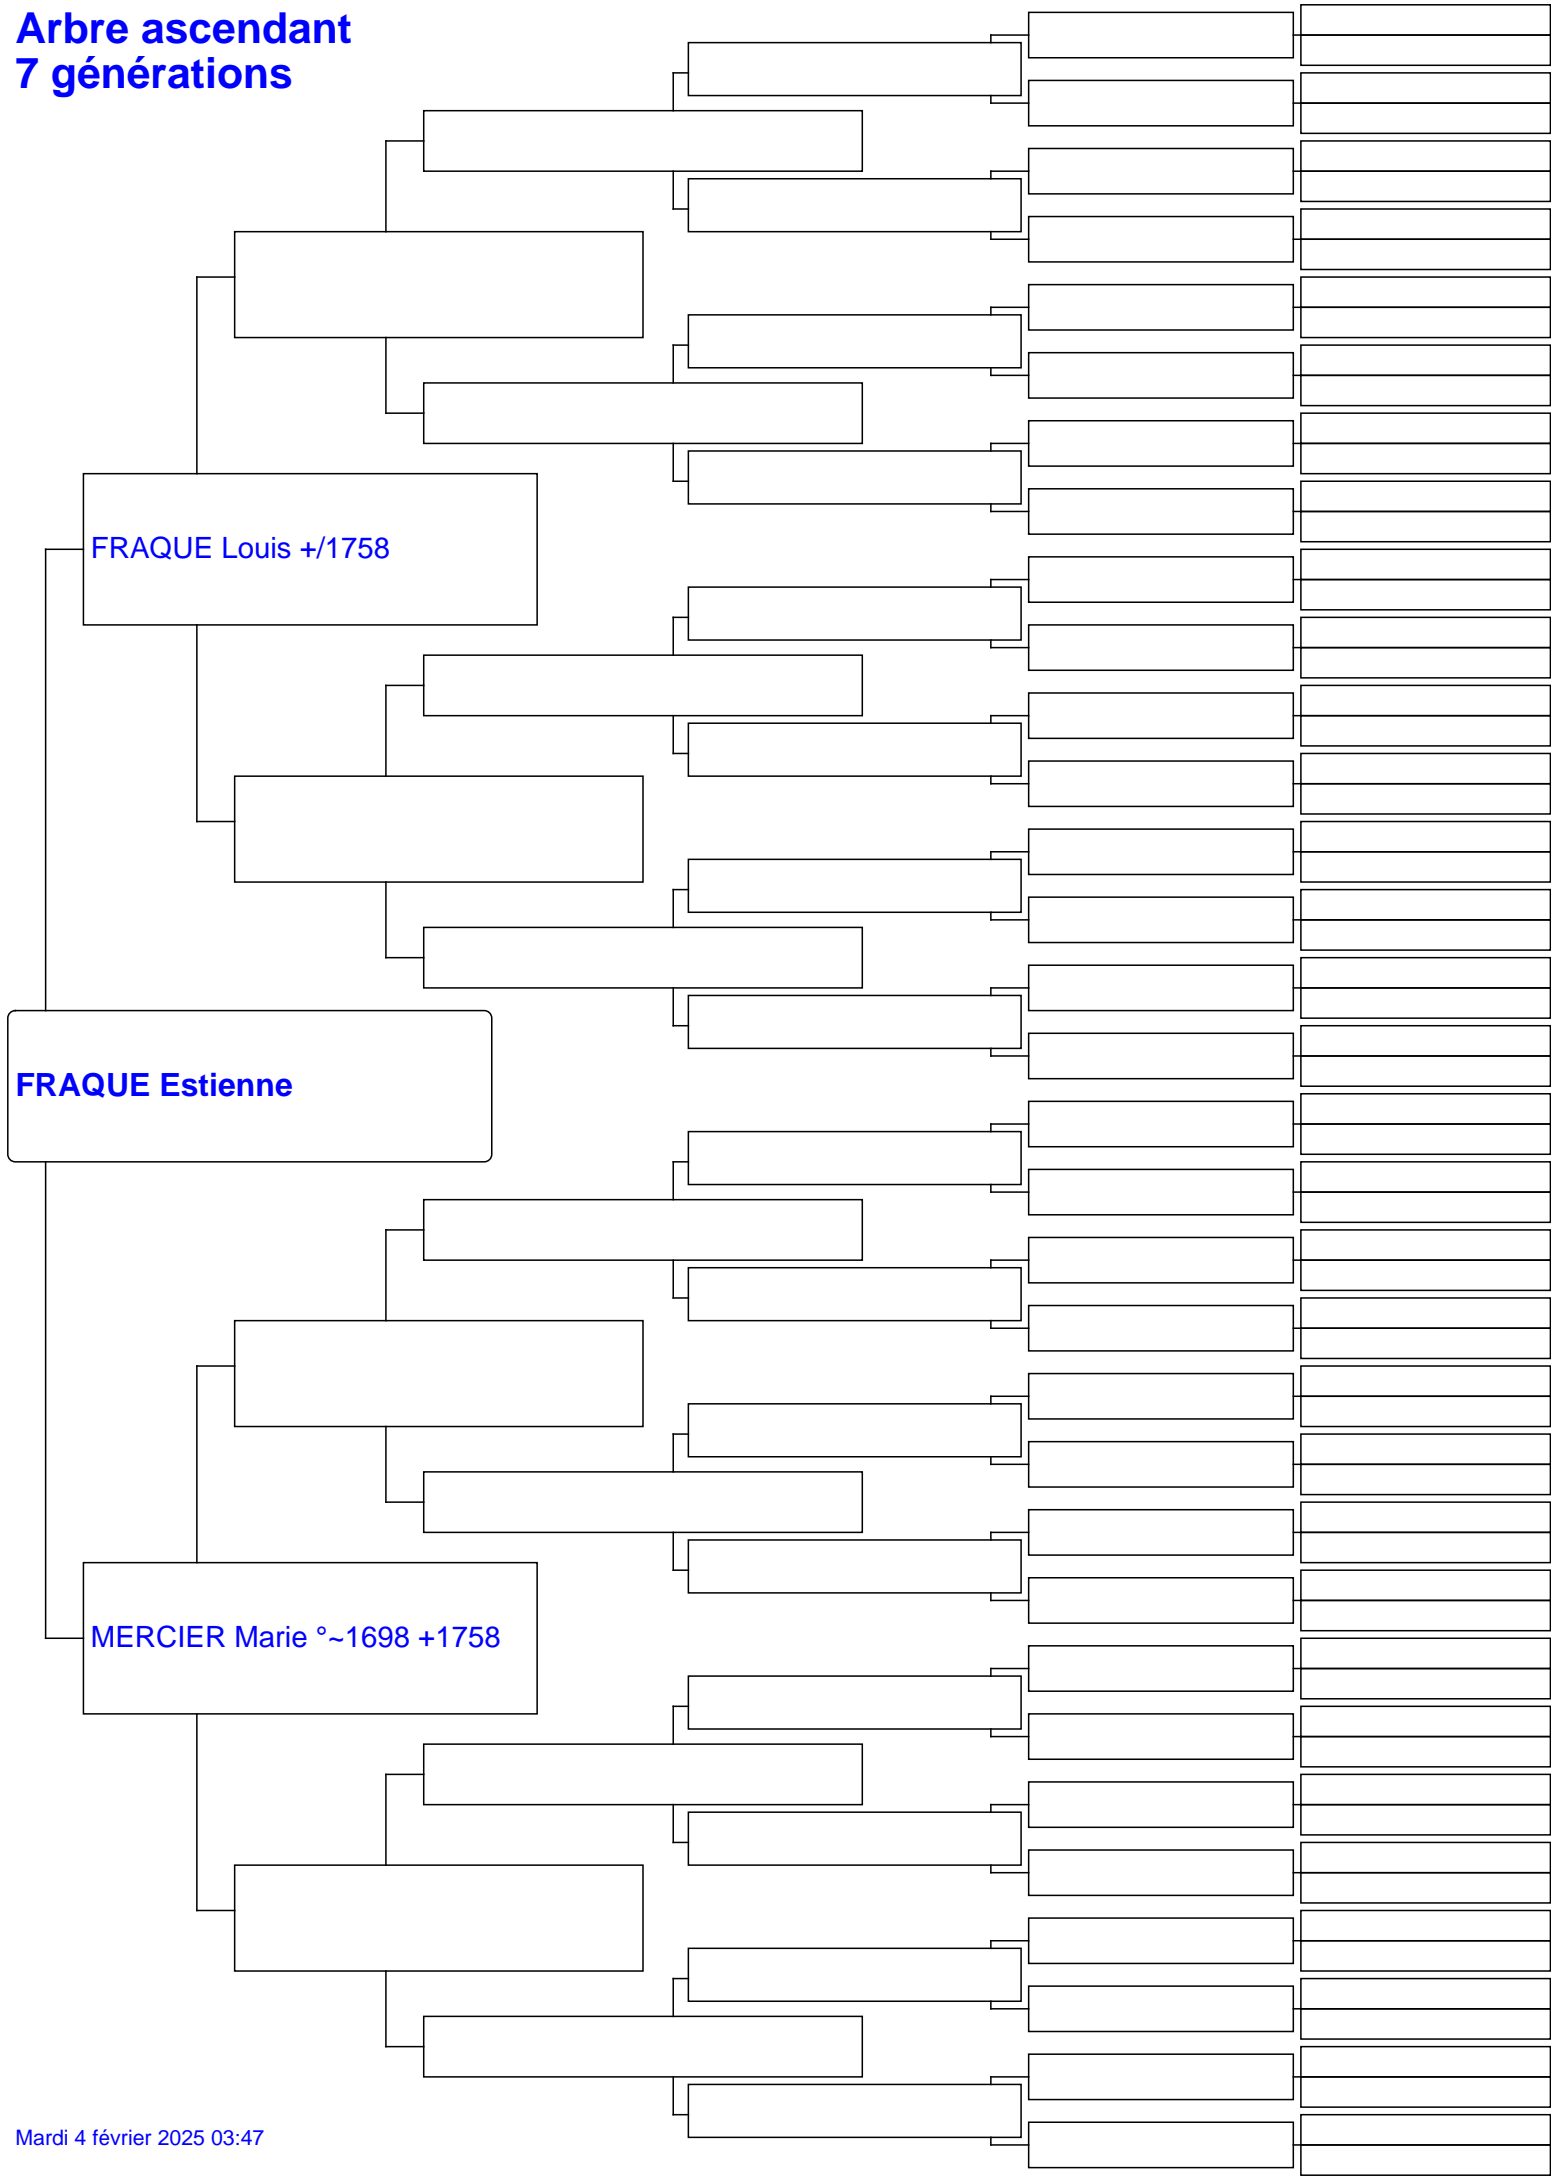 Arbre ascendant
7 générations
FRAQUE Louis +/1758
FRAQUE Estienne
MERCIER Marie °~1698 +1758
Mardi 4 février 2025 03:47